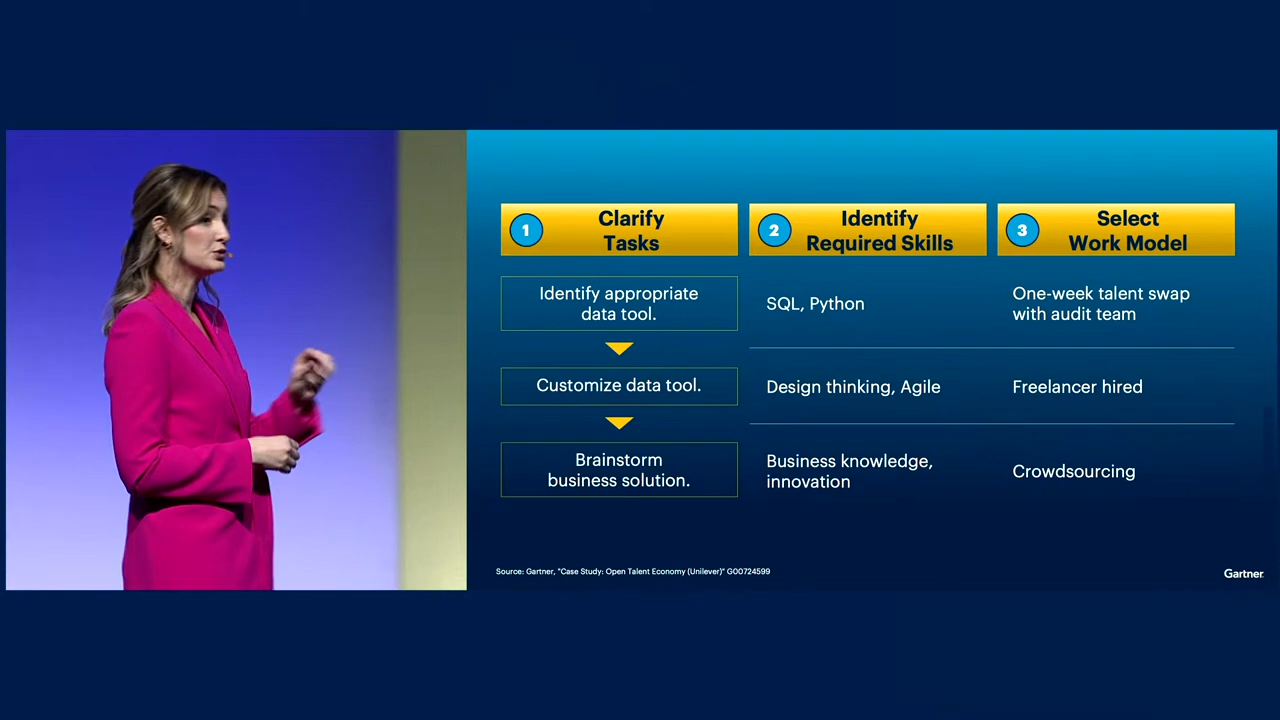 1
Clarify
Tasks
2
Identify
Required Skills
3
Select
Work Model
Identify appropriate
data tool.
SQL, Python
One-week talent swap
with audit team
Customize data tool.
Design thinking, Agile
Freelancer hired
Brainstorm
business solution.
Business knowledge,
innovation
Crowdsourcing
Source: Gartner, "Case Study: Open Talent Economy (Unilever)" G00724599
Gartner